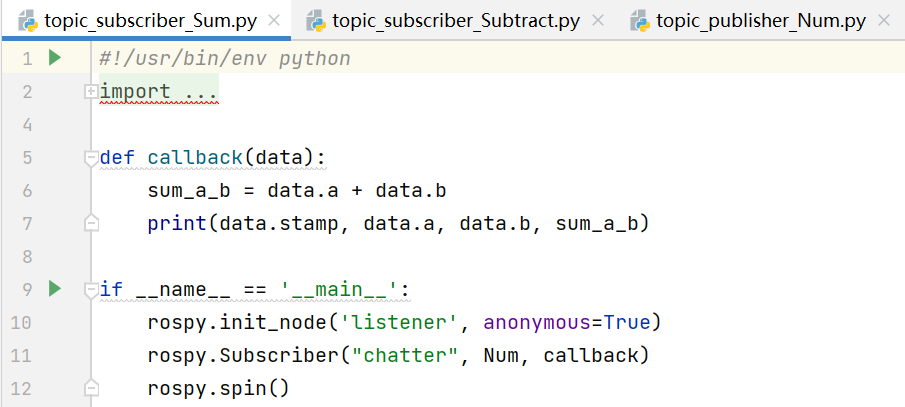 topic_subscriber_Sum.py × topic_subscriber_Subtract.py × topic_publisher_Num.py ×
1 #!/usr/bin/env python
2 import ...
4
5 def callback(data):
6     sum_a_b = data.a + data.b
7     print(data.stamp, data.a, data.b, sum_a_b)
8
9 if __name__ == '__main__':
10     rospy.init_node('listener', anonymous=True)
11     rospy.Subscriber("chatter", Num, callback)
12     rospy.spin()